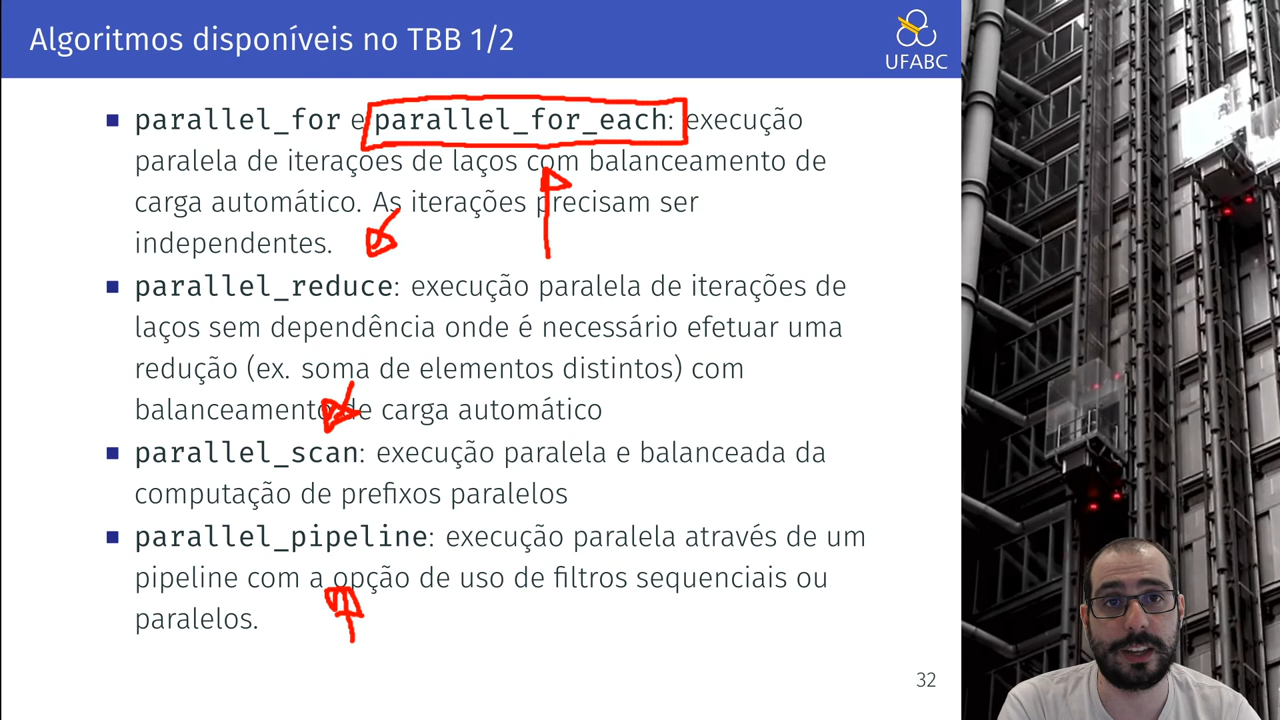 Algoritmos disponíveis no TBB 1/2
UFABC
parallel_for e parallel_for_each: execução
paralela de iterações de laços com balanceamento de
carga automático. As iterações precisam ser
independentes.
parallel_reduce: execução paralela de iterações de
laços sem dependência onde é necessário efetuar uma
redução (ex. soma de elementos distintos) com
balanceamento de carga automático
parallel_scan: execução paralela e balanceada da
computação de prefixos paralelos
parallel_pipeline: execução paralela através de um
pipeline com a opção de uso de filtros sequenciais ou
paralelos.
32